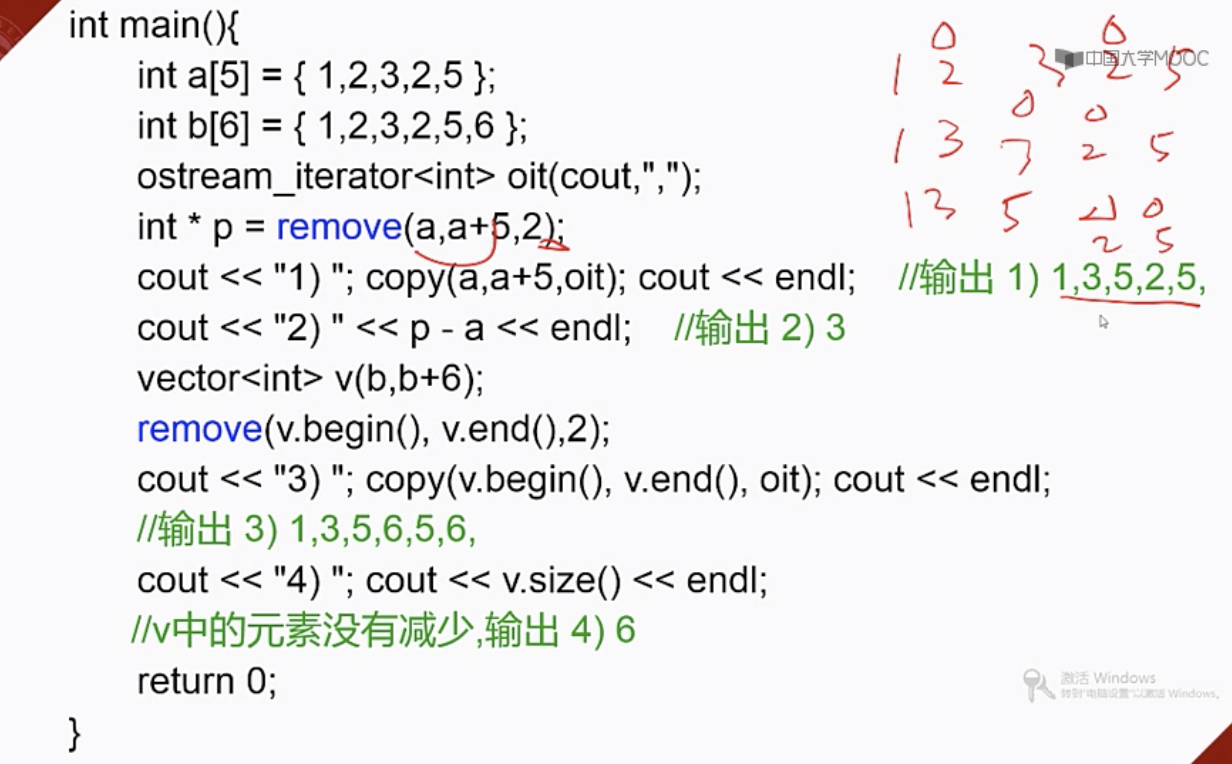 int main(){
int a[5] = { 1,2,3,2,5 };
int b[6] = { 1,2,3,2,5,6 };
ostream_iterator<int> oit(cout,",");
int * p = remove(a,a+5,2);
cout << "1) "; copy(a,a+5,oit); cout << endl; //输出 1) 1,3,5,2,5,
cout << "2) " << p - a << endl; //输出 2) 3
vector<int> v(b,b+6);
remove(v.begin(), v.end(),2);
cout << "3) "; copy(v.begin(), v.end(), oit); cout << endl;
//输出 3) 1,3,5,6,5,6,
cout << "4) "; cout << v.size() << endl;
//v中的元素没有减少,输出 4) 6
return 0;
}
0 0
1 2 3 2 5
0 0
1 3 3 2 5
1 3 5 0
2 5
中国大学MOOC
激活 Windows
转到"电脑设置"以激活 Windows。